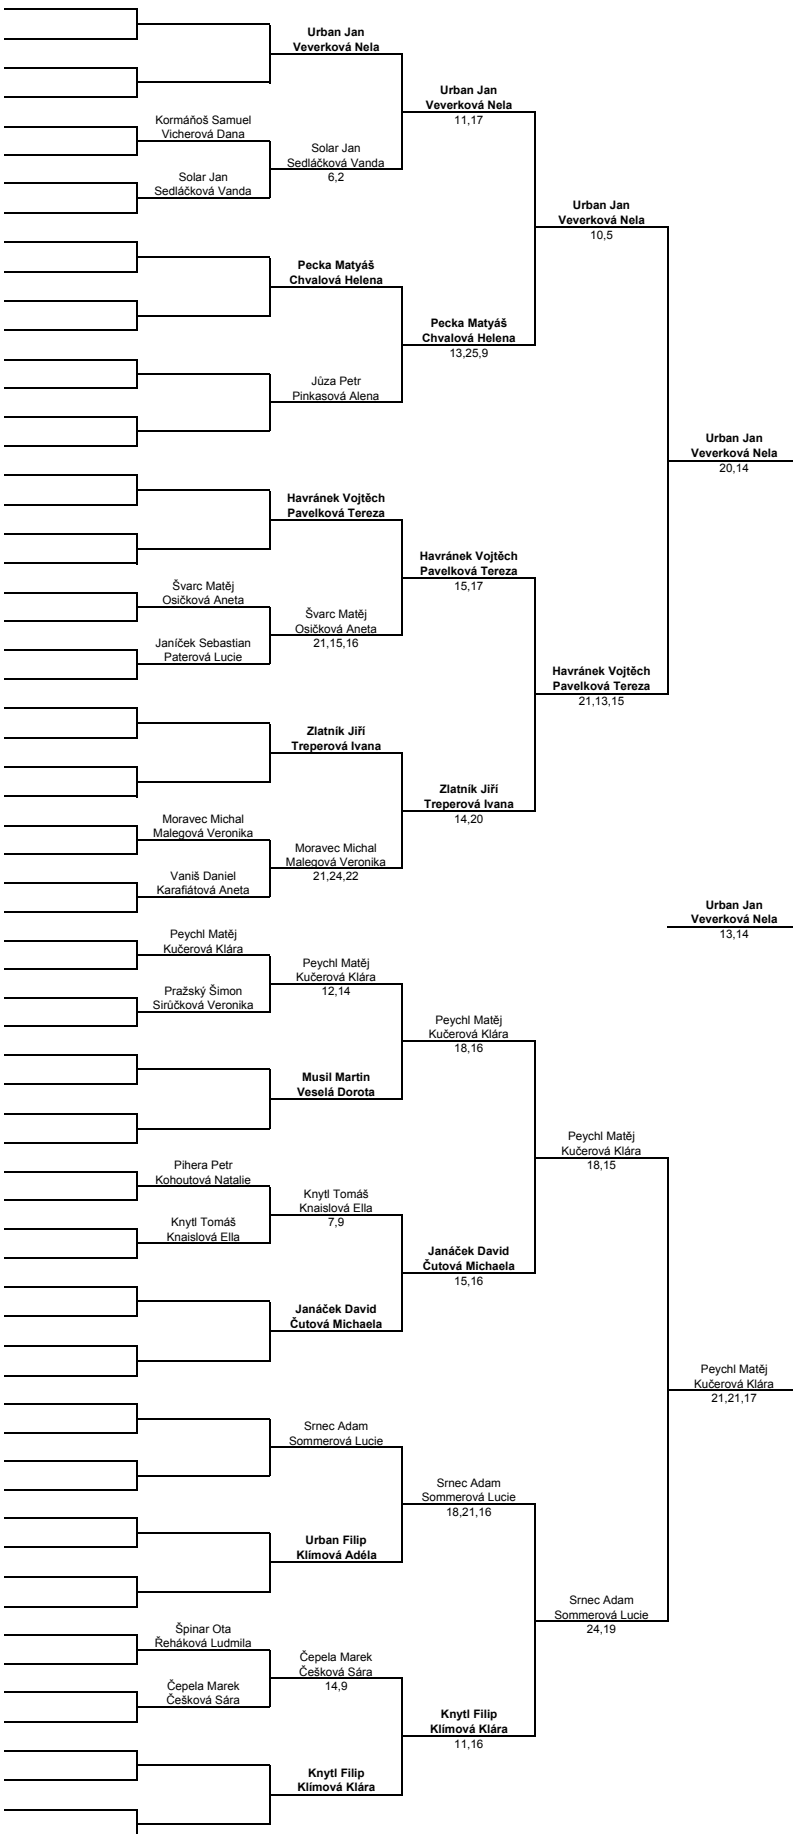 Urban Jan
Veverková Nela
Urban Jan
Veverková Nela
11,17
Kormáňoš Samuel
Vicherová Dana
Solar Jan
Sedláčková Vanda
6,2
Solar Jan
Sedláčková Vanda
Urban Jan
Veverková Nela
10,5
Pecka Matyáš
Chvalová Helena
Pecka Matyáš
Chvalová Helena
13,25,9
Jůza Petr
Pinkasová Alena
Urban Jan
Veverková Nela
20,14
Havránek Vojtěch
Pavelková Tereza
Havránek Vojtěch
Pavelková Tereza
15,17
Švarc Matěj
Osičková Aneta
Švarc Matěj
Osičková Aneta
21,15,16
Janíček Sebastian
Paterová Lucie
Havránek Vojtěch
Pavelková Tereza
21,13,15
Zlatník Jiří
Treperová Ivana
Zlatník Jiří
Treperová Ivana
14,20
Moravec Michal
Malegová Veronika
Moravec Michal
Malegová Veronika
21,24,22
Vaniš Daniel
Karafiátová Aneta
Urban Jan
Veverková Nela
13,14
Peychl Matěj
Kučerová Klára
Peychl Matěj
Kučerová Klára
12,14
Pražský Šimon
Sirůčková Veronika
Peychl Matěj
Kučerová Klára
18,16
Musil Martin
Veselá Dorota
Peychl Matěj
Kučerová Klára
18,15
Pihera Petr
Kohoutová Natalie
Knytl Tomáš
Knaislová Ella
7,9
Knytl Tomáš
Knaislová Ella
Janáček David
Čutová Michaela
15,16
Janáček David
Čutová Michaela
Peychl Matěj
Kučerová Klára
21,21,17
Srnec Adam
Sommerová Lucie
Srnec Adam
Sommerová Lucie
18,21,16
Urban Filip
Klímová Adéla
Srnec Adam
Sommerová Lucie
24,19
Špinar Ota
Řeháková Ludmila
Čepela Marek
Češková Sára
14,9
Čepela Marek
Češková Sára
Knytl Filip
Klímová Klára
11,16
Knytl Filip
Klímová Klára